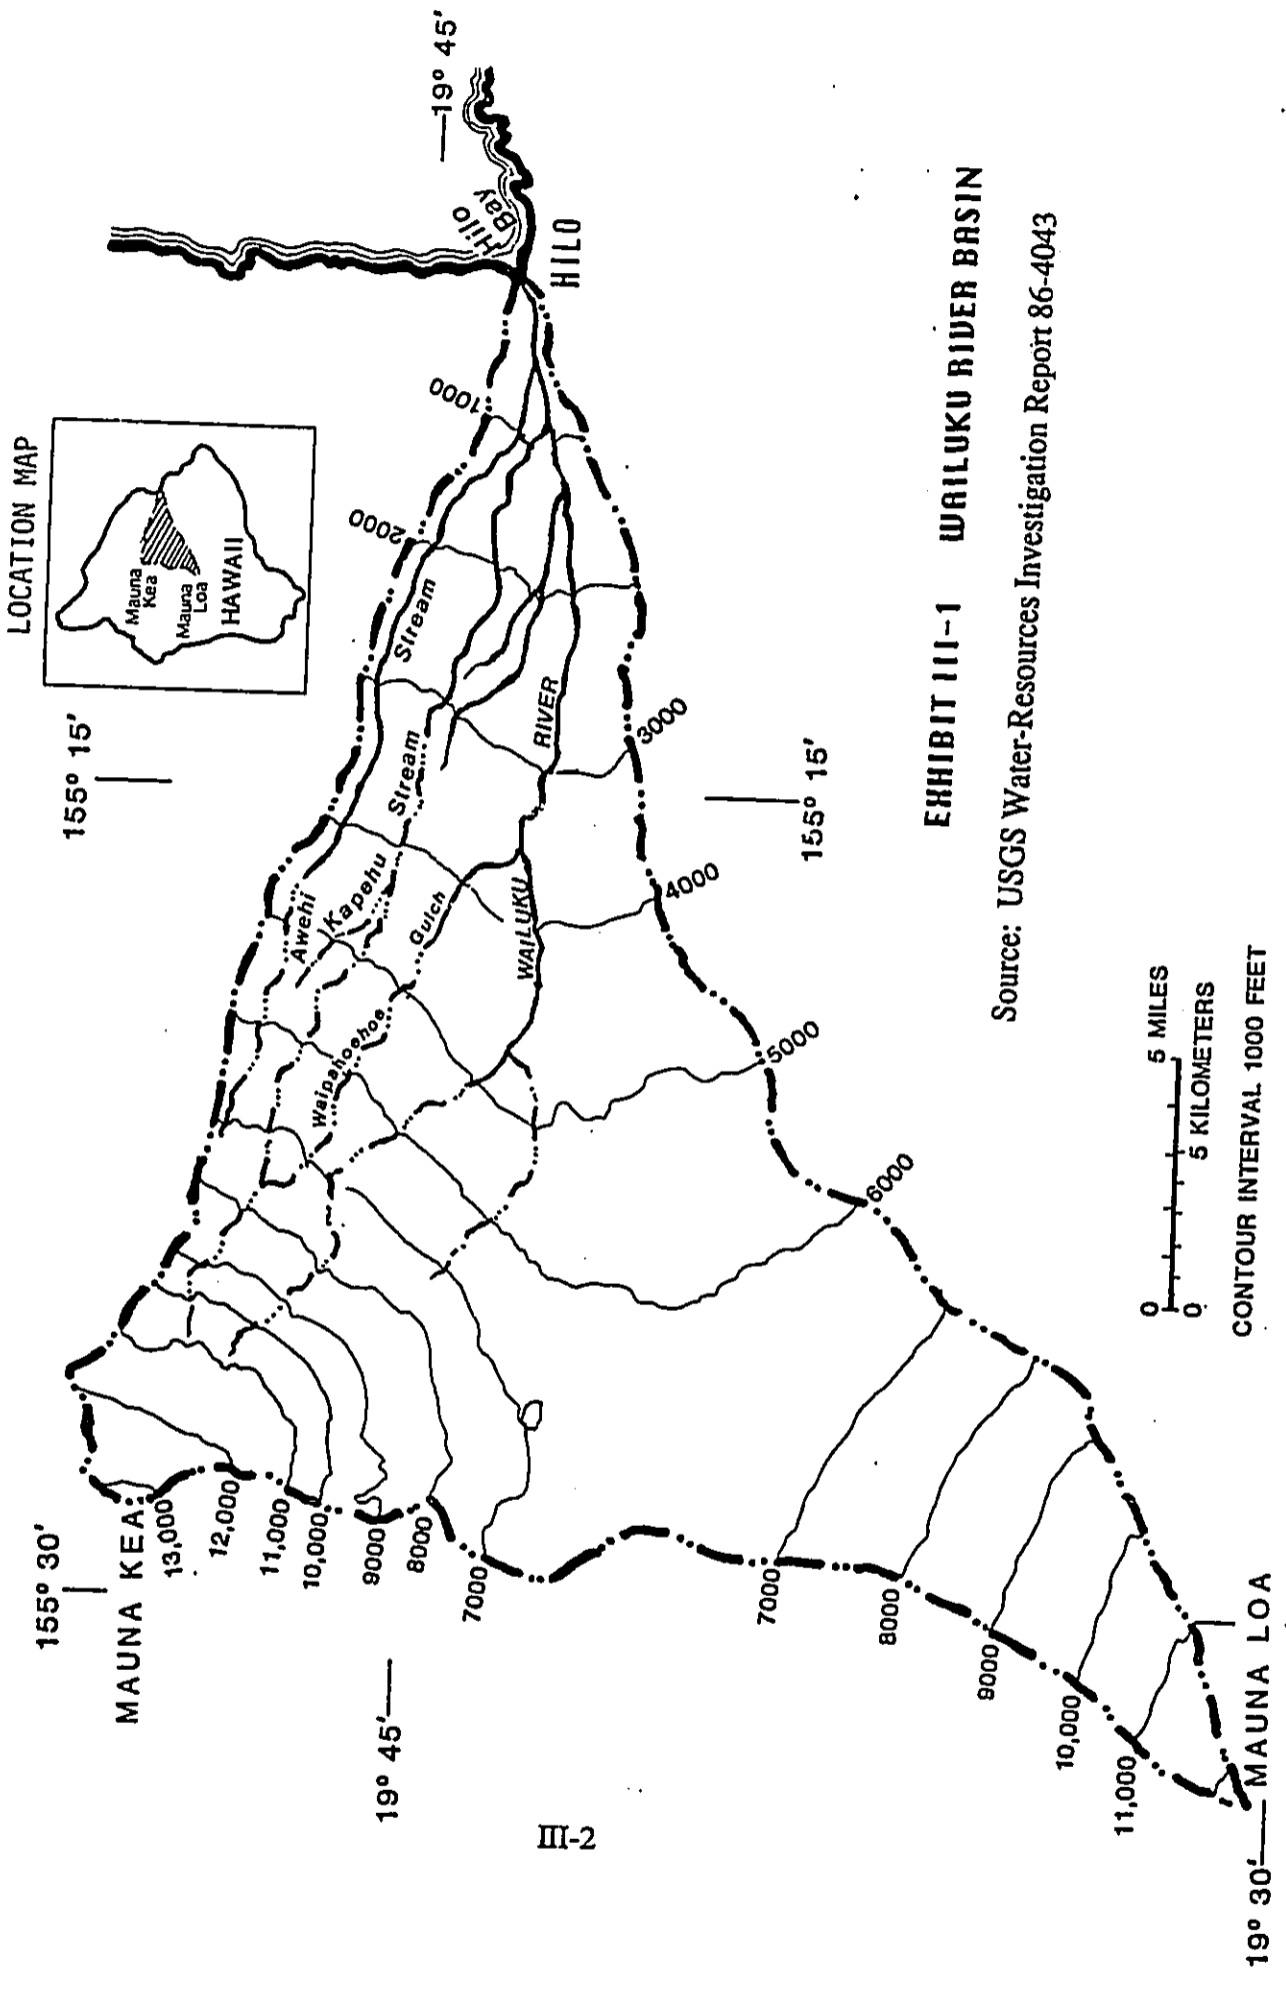 LOCATION MAP
Mauna
Kea
Mauna
Loa
HAWAII
155° 30'
155° 15'
MAUNA KEA
13,000
12,000
11,000
10,000
9000
8000
7000
19° 45'
19° 45'
Hilo
Bay
HILO
1000
2000
3000
4000
5000
6000
Awehi Stream
Kapehu Stream
Waipahoehoe Gulch
WAILUKU RIVER
155° 15'
7000
8000
9000
10,000
11,000
19° 30'
MAUNA LOA
EXHIBIT III-1 WAILUKU RIVER BASIN
Source: USGS Water-Resources Investigation Report 86-4043
0 5 MILES
0 5 KILOMETERS
CONTOUR INTERVAL 1000 FEET
III-2